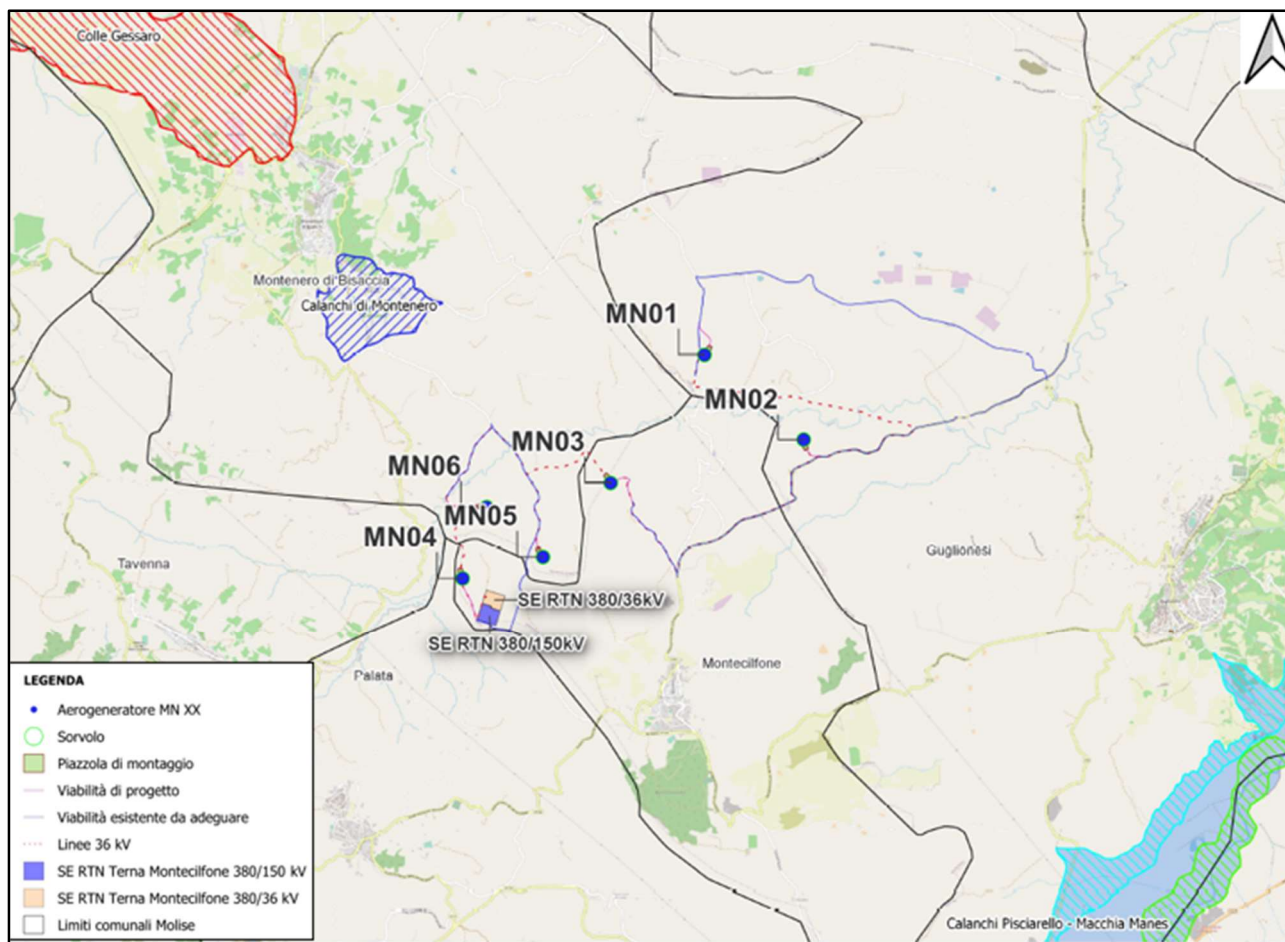 Colle Gessaro
Montenero di Bisaccia
Calanchi di Montenero
MN01
MN02
MN03
MN06
MN05
MN04
Tavenna
Guglionesi
SE RTN 380/36kV
SE RTN 380/150kV
Montecilfone
Palata
LEGENDA
Aerogeneratore MN XX
Sorvolo
Piazzola di montaggio
Viabilità di progetto
Viabilità esistente da adeguare
Linee 36 kV
SE RTN Terna Montecilfone 380/150 kV
SE RTN Terna Montecilfone 380/36 kV
Limiti comunali Molise
Calanchi Pisciarello - Macchia Manes